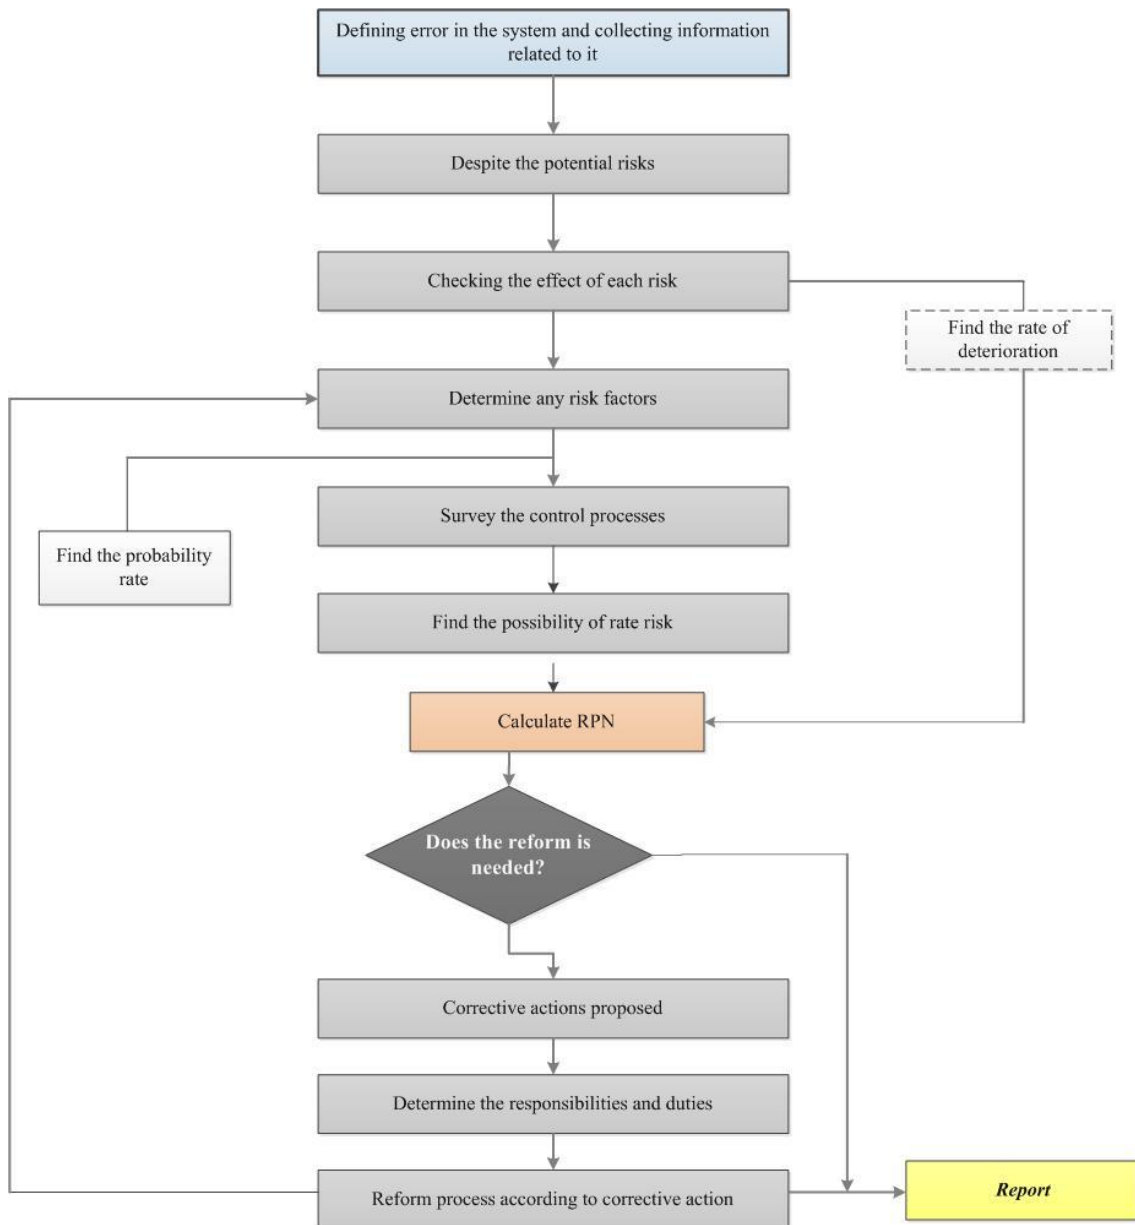 Defining error in the system and collecting information
related to it
Despite the potential risks
Checking the effect of each risk
Find the rate of
deterioration
Determine any risk factors
Survey the control processes
Find the probability
rate
Find the possibility of rate risk
Calculate RPN
Does the reform is
needed?
Corrective actions proposed
Determine the responsibilities and duties
Reform process according to corrective action
Report